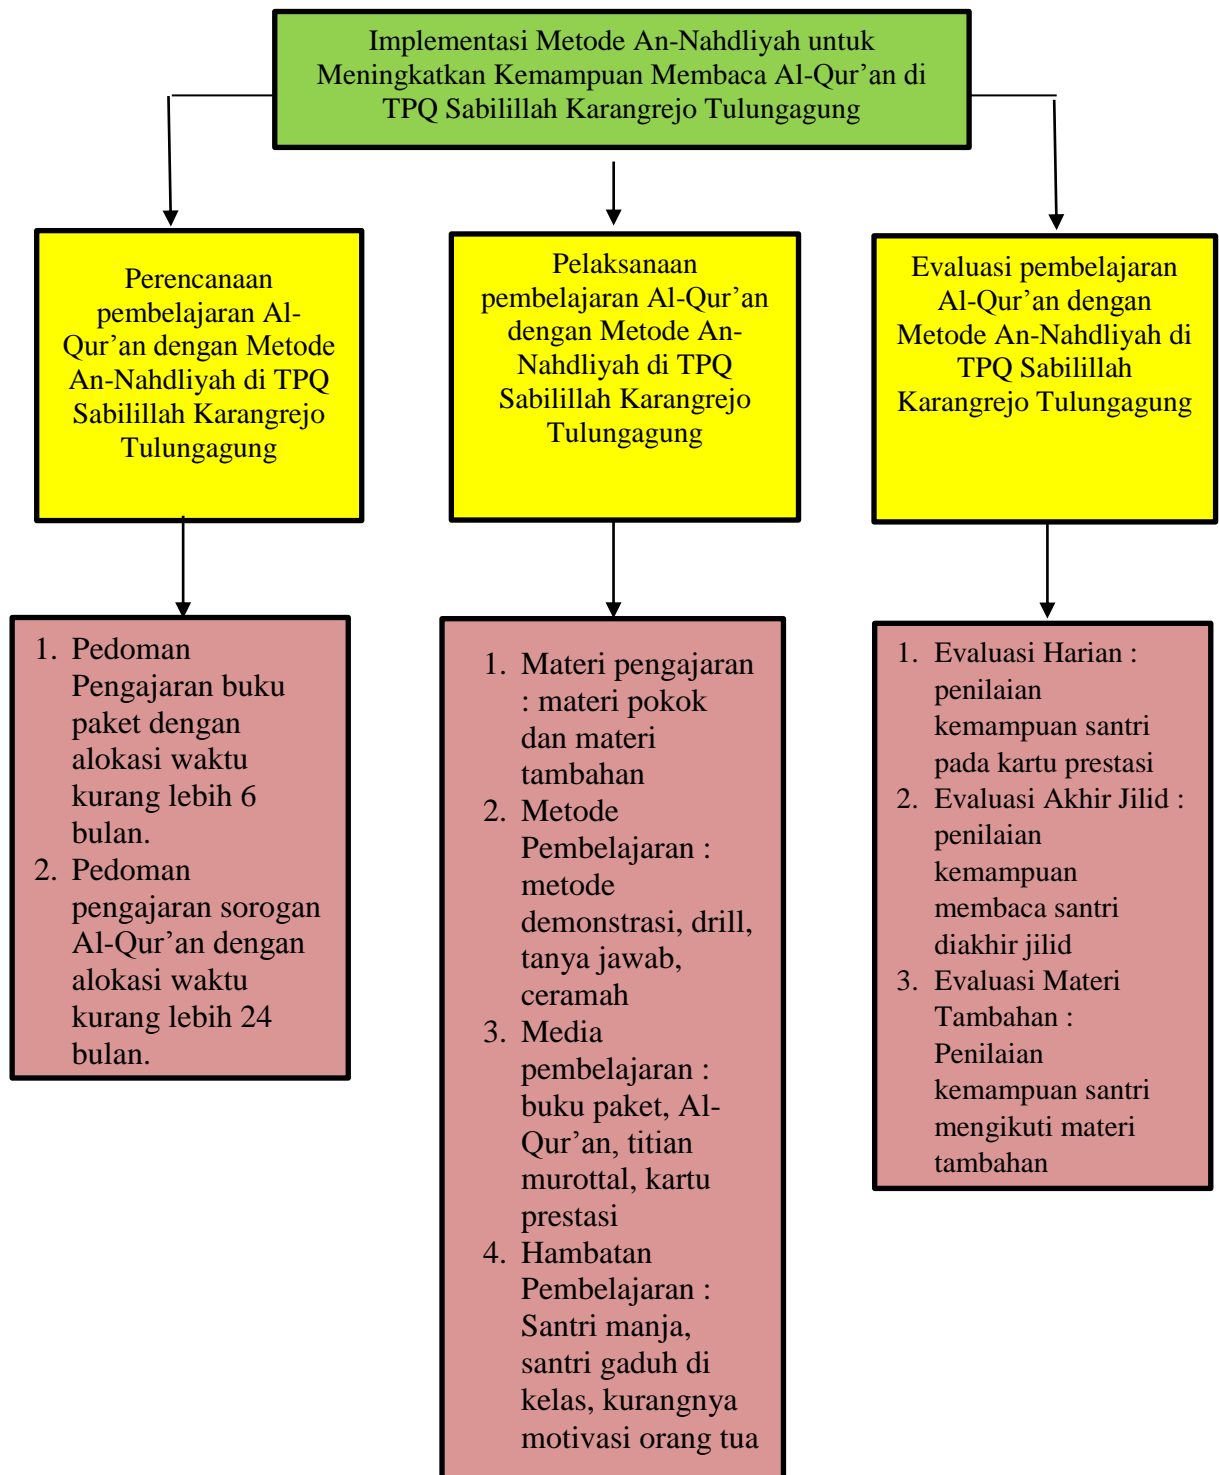 Implementasi Metode An-Nahdliyah untuk
Meningkatkan Kemampuan Membaca Al-Qur’an di
TPQ Sabilillah Karangrejo Tulungagung
Perencanaan
pembelajaran Al-
Qur’an dengan Metode
An-Nahdliyah di TPQ
Sabilillah Karangrejo
Tulungagung
Pelaksanaan
pembelajaran Al-Qur’an
dengan Metode An-
Nahdliyah di TPQ
Sabilillah Karangrejo
Tulungagung
Evaluasi pembelajaran
Al-Qur’an dengan
Metode An-Nahdliyah di
TPQ Sabilillah
Karangrejo Tulungagung
1. Pedoman
Pengajaran buku
paket dengan
alokasi waktu
kurang lebih 6
bulan.
2. Pedoman
pengajaran sorogan
Al-Qur’an dengan
alokasi waktu
kurang lebih 24
bulan.
1. Materi pengajaran
: materi pokok
dan materi
tambahan
2. Metode
Pembelajaran :
metode
demonstrasi, drill,
tanya jawab,
ceramah
3. Media
pembelajaran :
buku paket, Al-
Qur’an, titian
murottal, kartu
prestasi
4. Hambatan
Pembelajaran :
Santri manja,
santri gaduh di
kelas, kurangnya
motivasi orang tua
1. Evaluasi Harian :
penilaian
kemampuan santri
pada kartu prestasi
2. Evaluasi Akhir Jilid :
penilaian
kemampuan
membaca santri
diakhir jilid
3. Evaluasi Materi
Tambahan :
Penilaian
kemampuan santri
mengikuti materi
tambahan